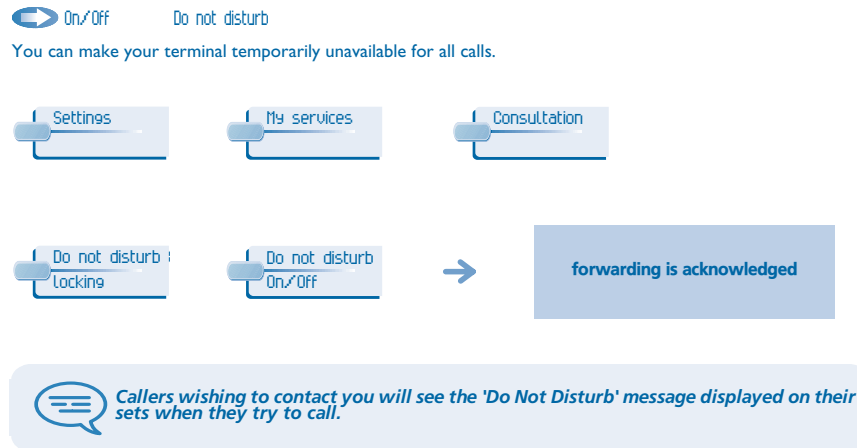 On/Off Do not disturb
You can make your terminal temporarily unavailable for all calls.
Settings My services Consultation
Do not disturb : Do not disturb
locking On/Off
forwarding is acknowledged
Callers wishing to contact you will see the 'Do Not Disturb' message displayed on their
sets when they try to call.